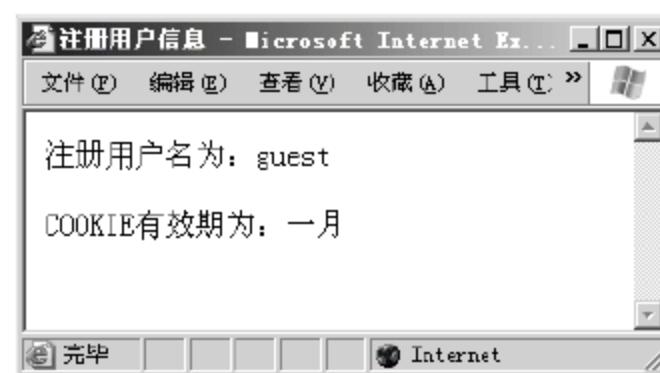 注册用户信息 - Microsoft Internet Ex...
文件(F) 编辑(E) 查看(V) 收藏(A) 工具(T) »
注册用户名为：guest
COOKIE有效期为：一月
完毕 Internet